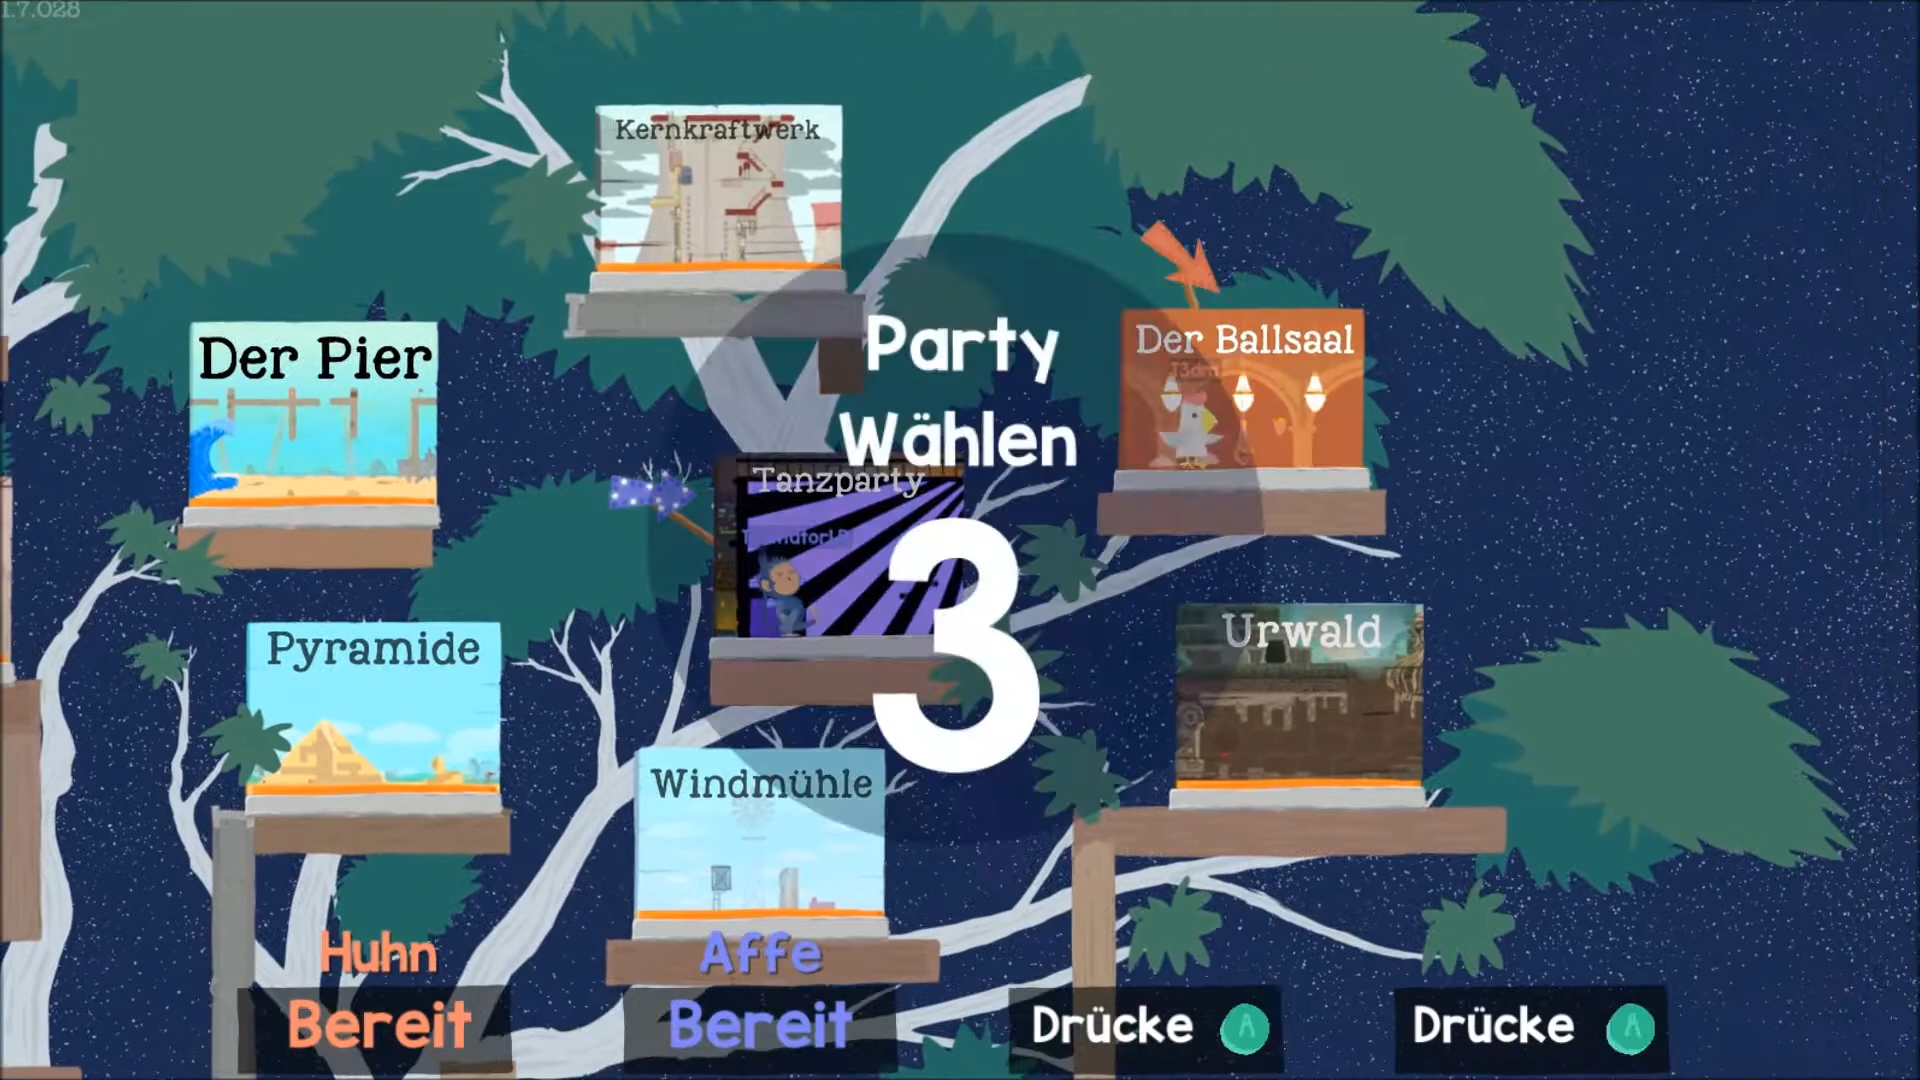 1.7.028
Kernkraftwerk
Der Pier
Party
Wählen
Der Ballsaal
Tanzparty
3
Pyramide
Urwald
Windmühle
Huhn
Bereit
Affe
Bereit
Drücke A
Drücke A